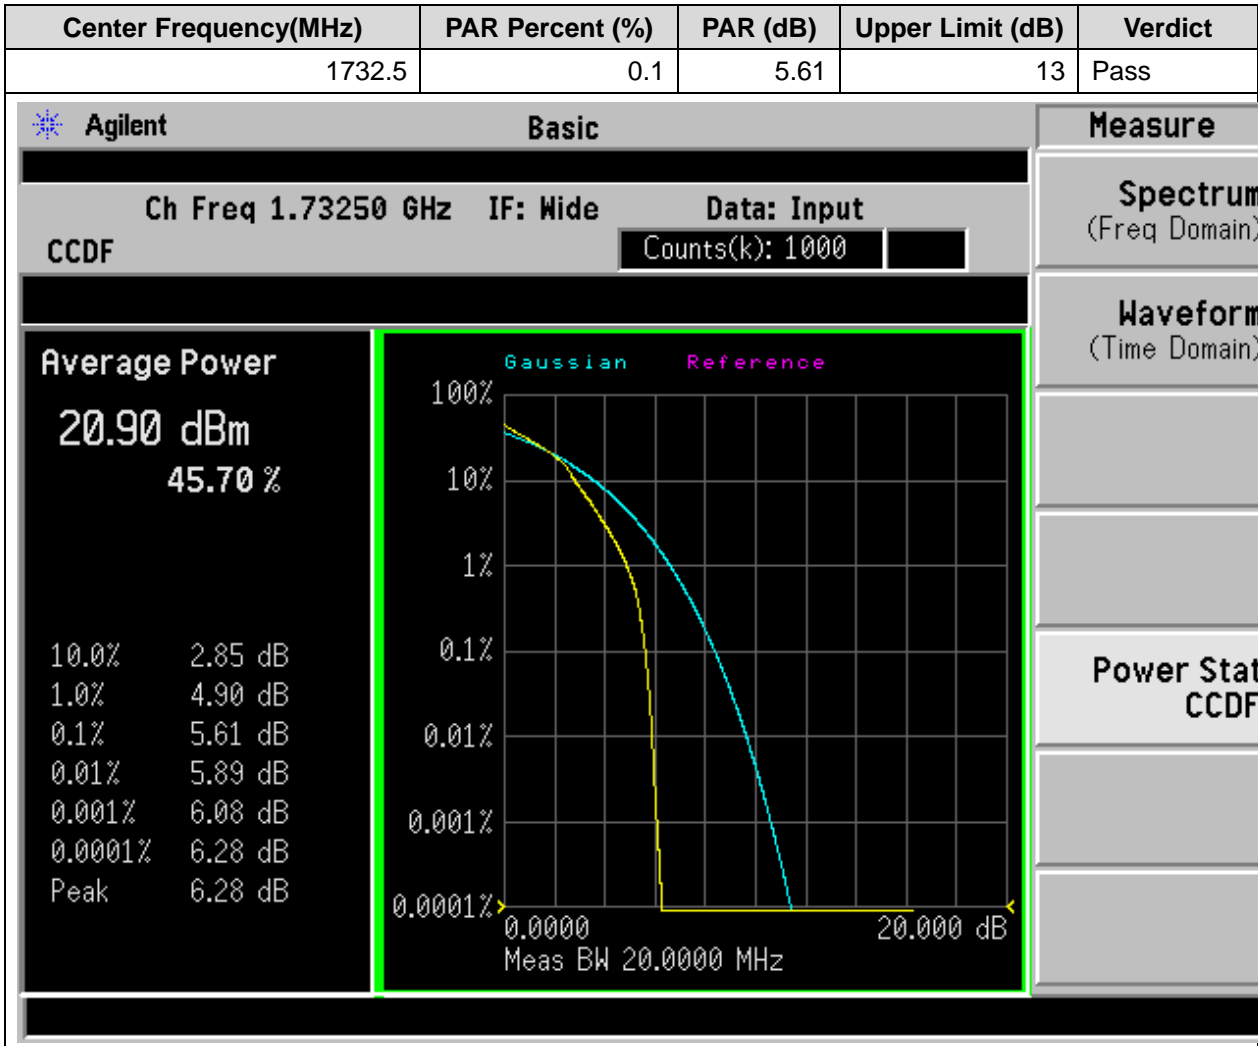 Center Frequency(MHz) PAR Percent (%) PAR (dB) Upper Limit (dB) Verdict
1732.5 0.1 5.61 13 Pass
Agilent Basic Measure
Ch Freq 1.73250 GHz IF: Wide Data: Input
CCDF Counts(k): 1000
Spectrum
(Freq Domain)
Waveform
(Time Domain)
Power Stat
CCDF
Average Power
20.90 dBm
45.70 %
10.0% 2.85 dB
1.0% 4.90 dB
0.1% 5.61 dB
0.01% 5.89 dB
0.001% 6.08 dB
0.0001% 6.28 dB
Peak 6.28 dB
Gaussian Reference
100%
10%
1%
0.1%
0.01%
0.001%
0.0001%
0.0000 20.000 dB
Meas BW 20.0000 MHz